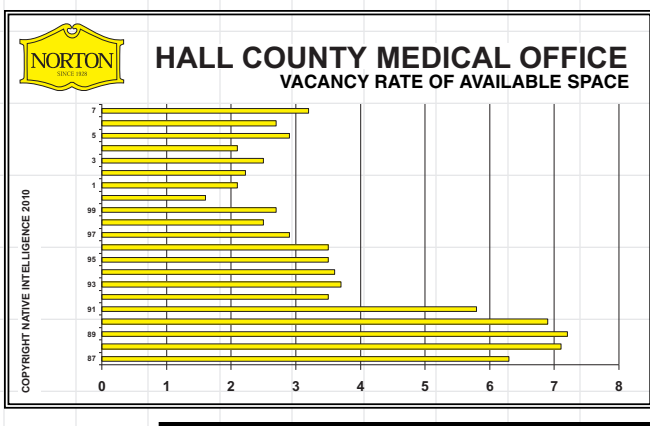 NORTON
SINCE 1928
HALL COUNTY MEDICAL OFFICE
VACANCY RATE OF AVAILABLE SPACE
7
5
3
1
99
97
95
93
91
89
87
0 1 2 3 4 5 6 7 8
COPYRIGHT NATIVE INTELLIGENCE 2010